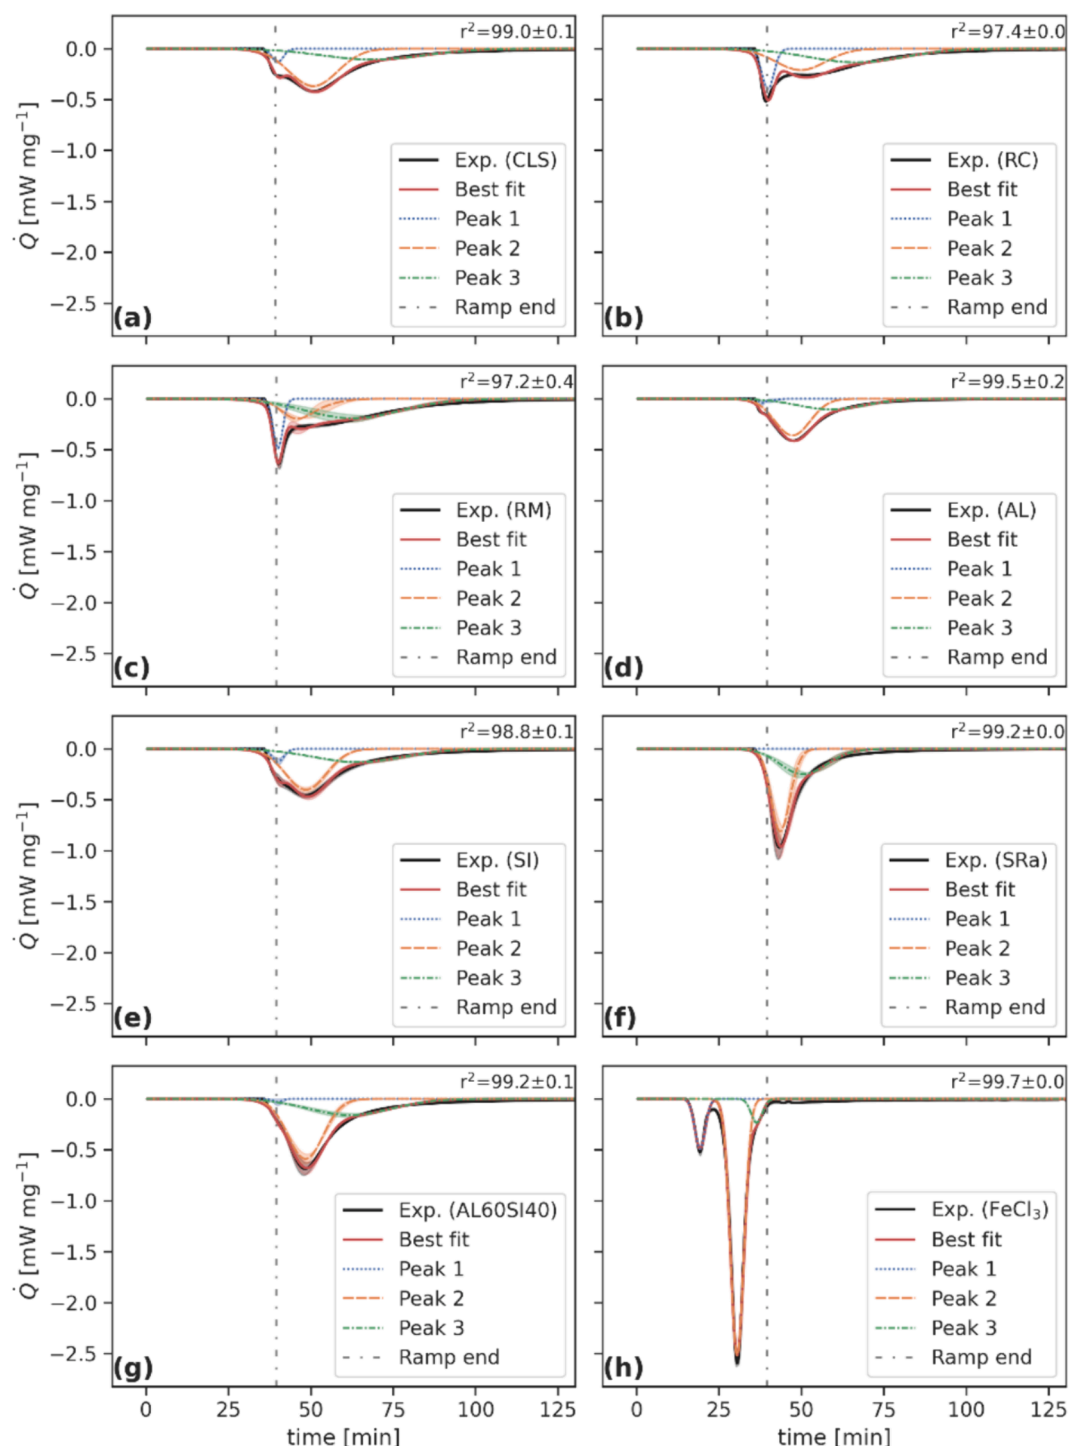 r²=99.0±0.1
0.0
−0.5
−1.0
−1.5
−2.0
−2.5
Q̇ [mW mg⁻¹]
Exp. (CLS)
Best fit
Peak 1
Peak 2
Peak 3
Ramp end
(a)
r²=97.4±0.0
Exp. (RC)
Best fit
Peak 1
Peak 2
Peak 3
Ramp end
(b)
r²=97.2±0.4
0.0
−0.5
−1.0
−1.5
−2.0
−2.5
Q̇ [mW mg⁻¹]
Exp. (RM)
Best fit
Peak 1
Peak 2
Peak 3
Ramp end
(c)
r²=99.5±0.2
Exp. (AL)
Best fit
Peak 1
Peak 2
Peak 3
Ramp end
(d)
r²=98.8±0.1
0.0
−0.5
−1.0
−1.5
−2.0
−2.5
Q̇ [mW mg⁻¹]
Exp. (SI)
Best fit
Peak 1
Peak 2
Peak 3
Ramp end
(e)
r²=99.2±0.0
Exp. (SRa)
Best fit
Peak 1
Peak 2
Peak 3
Ramp end
(f)
r²=99.2±0.1
0.0
−0.5
−1.0
−1.5
−2.0
−2.5
Q̇ [mW mg⁻¹]
Exp. (AL60SI40)
Best fit
Peak 1
Peak 2
Peak 3
Ramp end
(g)
0 25 50 75 100 125
time [min]
r²=99.7±0.0
Exp. (FeCl₃)
Best fit
Peak 1
Peak 2
Peak 3
Ramp end
(h)
0 25 50 75 100 125
time [min]